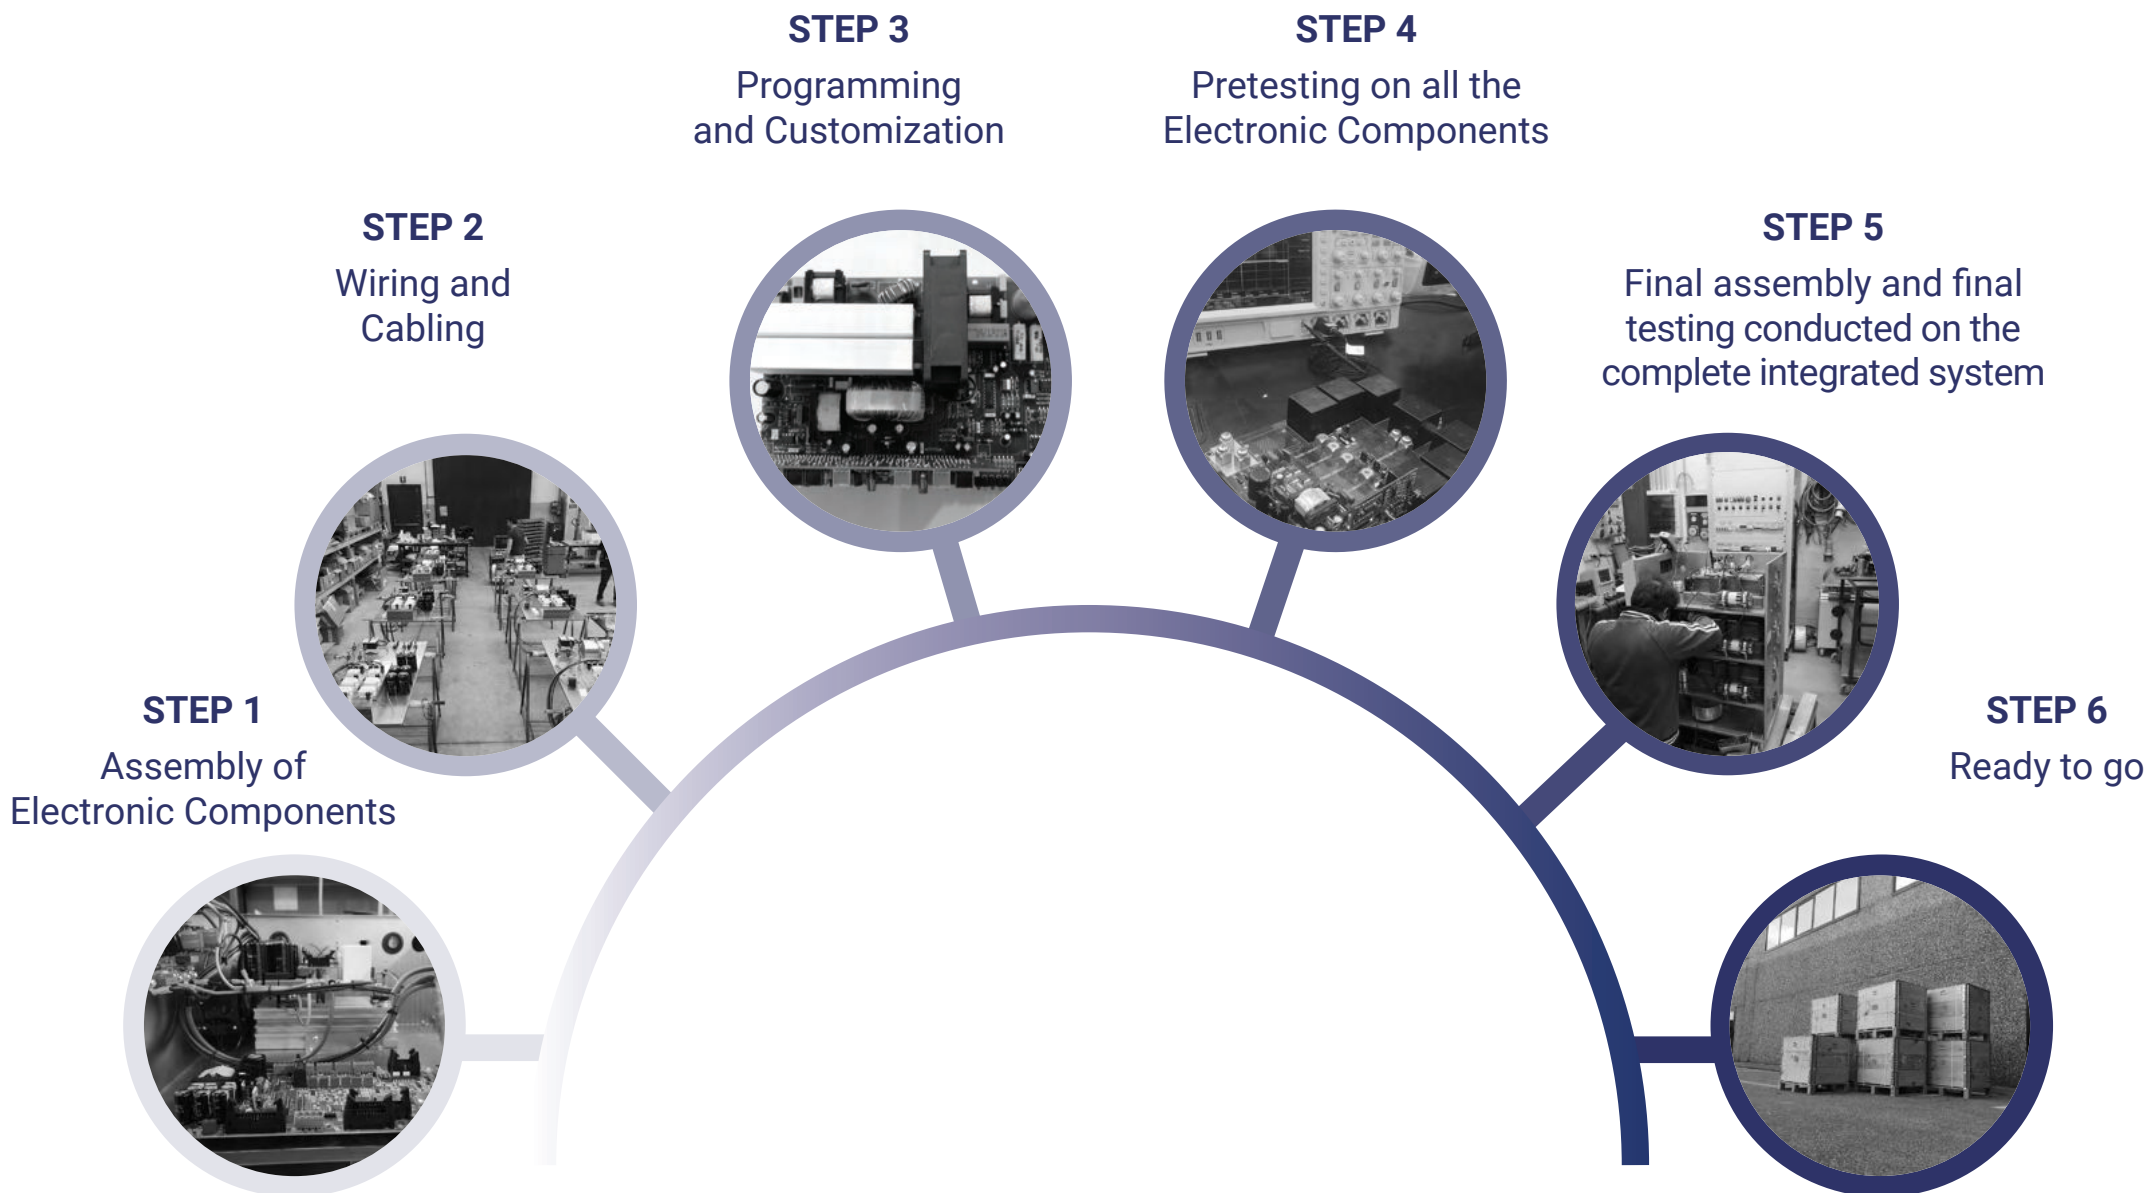 STEP 1
Assembly of
Electronic Components
STEP 2
Wiring and
Cabling
STEP 3
Programming
and Customization
STEP 4
Pretesting on all the
Electronic Components
STEP 5
Final assembly and final
testing conducted on the
complete integrated system
STEP 6
Ready to go